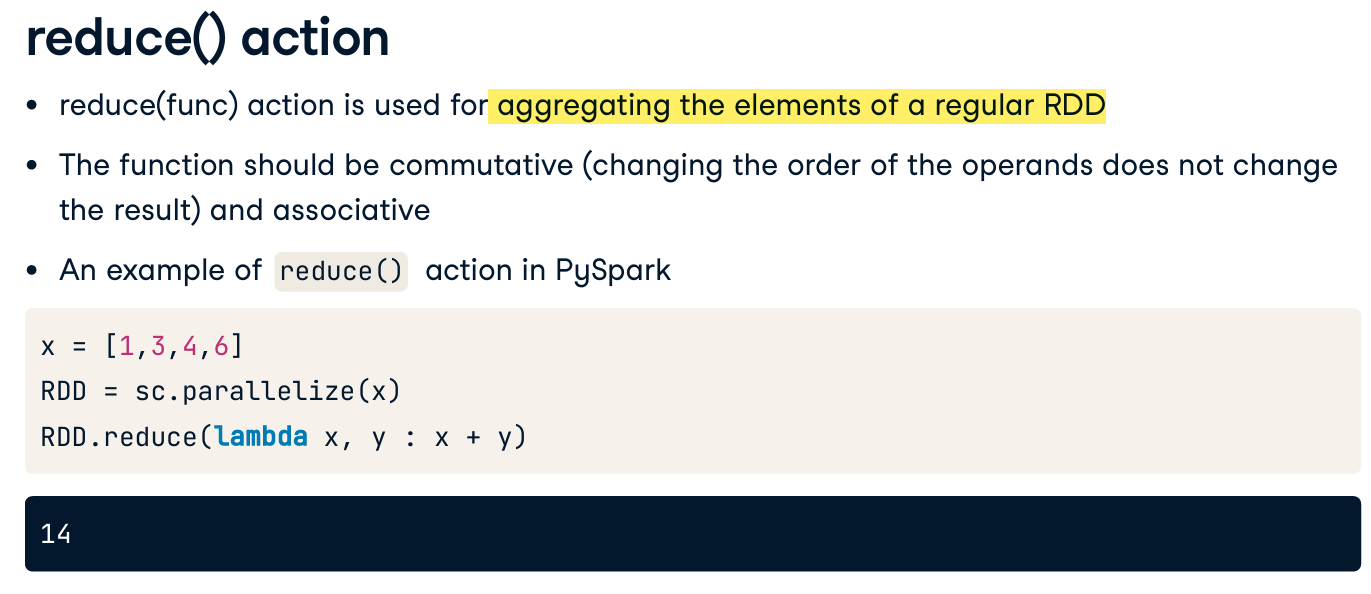 reduce() action
• reduce(func) action is used for aggregating the elements of a regular RDD
• The function should be commutative (changing the order of the operands does not change
the result) and associative
• An example of reduce() action in PySpark
x = [1,3,4,6]
RDD = sc.parallelize(x)
RDD.reduce(lambda x, y : x + y)
14